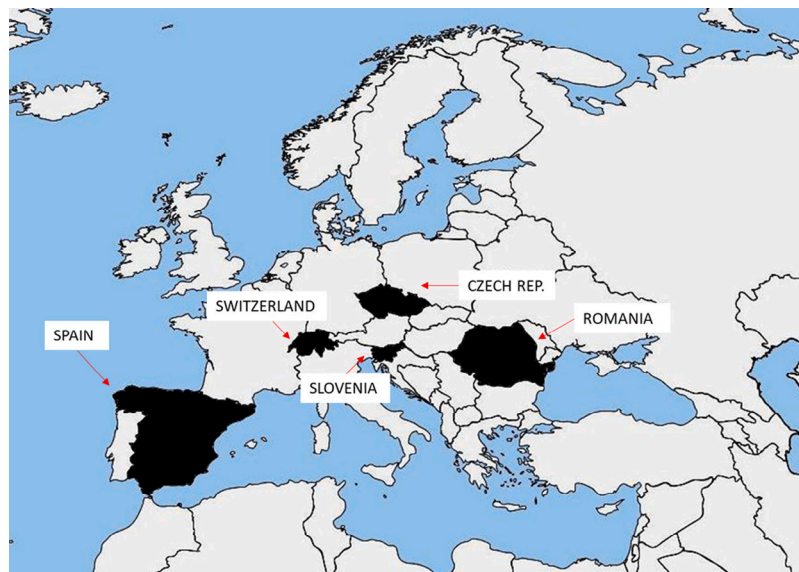 CZECH REP.
SWITZERLAND
ROMANIA
SPAIN
SLOVENIA